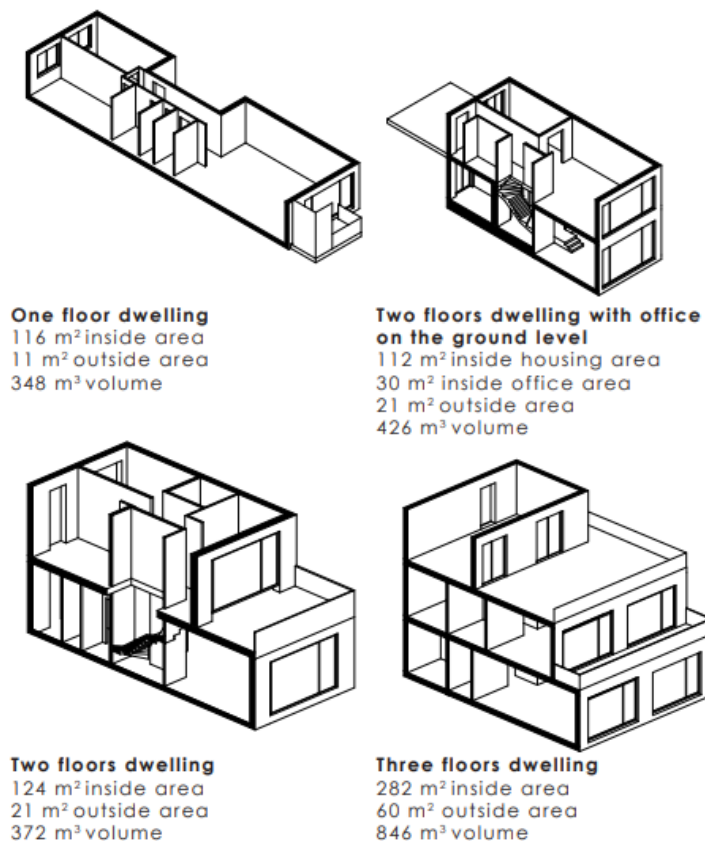 One floor dwelling
116 m² inside area
11 m² outside area
348 m³ volume
Two floors dwelling with office
on the ground level
112 m² inside housing area
30 m² inside office area
21 m² outside area
426 m³ volume
Two floors dwelling
124 m² inside area
21 m² outside area
372 m³ volume
Three floors dwelling
282 m² inside area
60 m² outside area
846 m³ volume